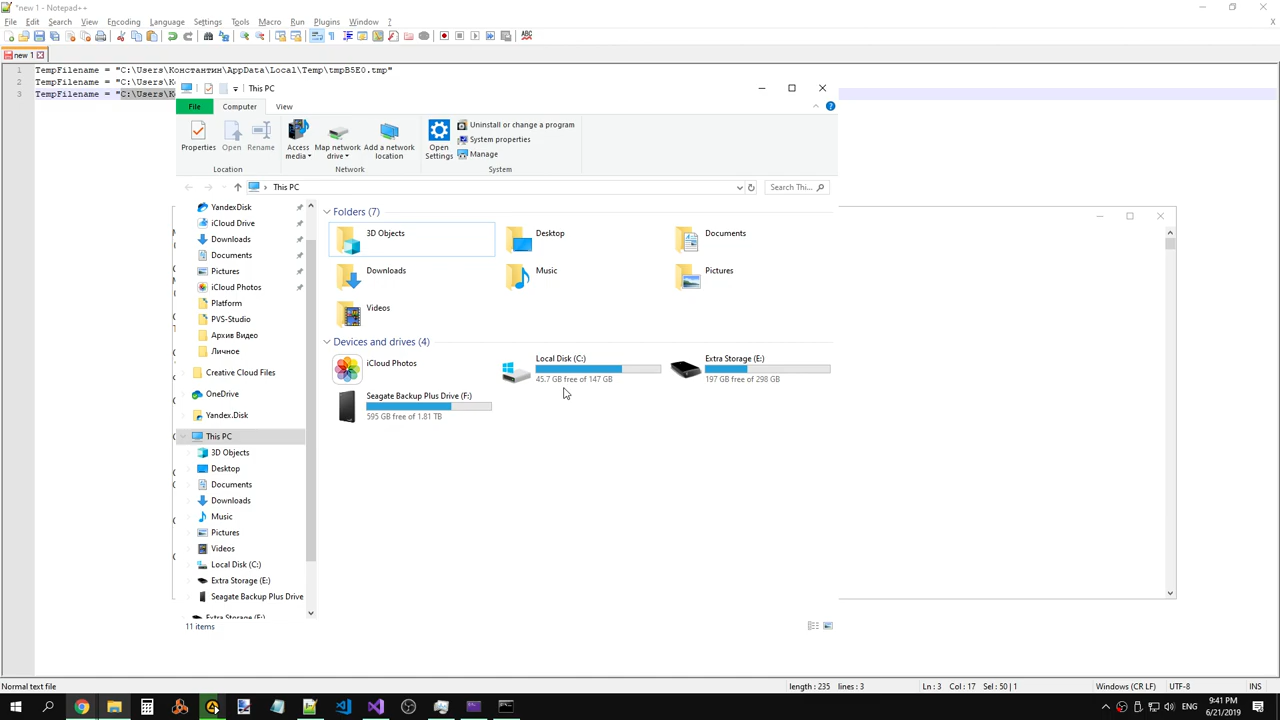 *new 1 - Notepad++
File Edit Search View Encoding Language Settings Tools Macro Run Plugins Window ?
X
new 1
1 TempFilename = "C:\Users\Константин\AppData\Local\Temp\tmpB5E0.tmp"
2 TempFilename = "C:\Users\
3 TempFilename = "C:\Users\
This PC
File Computer View
Properties Open Rename
Access media Map network drive Add a network location
Open Settings
Uninstall or change a program
System properties
Manage
Location Network System
This PC
Search Thi...
YandexDisk
iCloud Drive
Downloads
Documents
Pictures
iCloud Photos
Platform
PVS-Studio
Архив Видео
Личное
Creative Cloud Files
OneDrive
Yandex.Disk
This PC
3D Objects
Desktop
Documents
Downloads
Music
Pictures
Videos
Local Disk (C:)
Extra Storage (E:)
Seagate Backup Plus Drive
Extra Storage (E:)
11 items
Folders (7)
3D Objects
Desktop
Documents
Downloads
Music
Pictures
Videos
Devices and drives (4)
iCloud Photos
Local Disk (C:)
45.7 GB free of 147 GB
Extra Storage (E:)
197 GB free of 298 GB
Seagate Backup Plus Drive (F:)
595 GB free of 1.81 TB
Normal text file
length : 235 lines : 3
Ln : 3 Col : 17 Sel : 50 | 1
Windows (CR LF)
UTF-8
INS
ENG
9:41 PM
6/21/2019